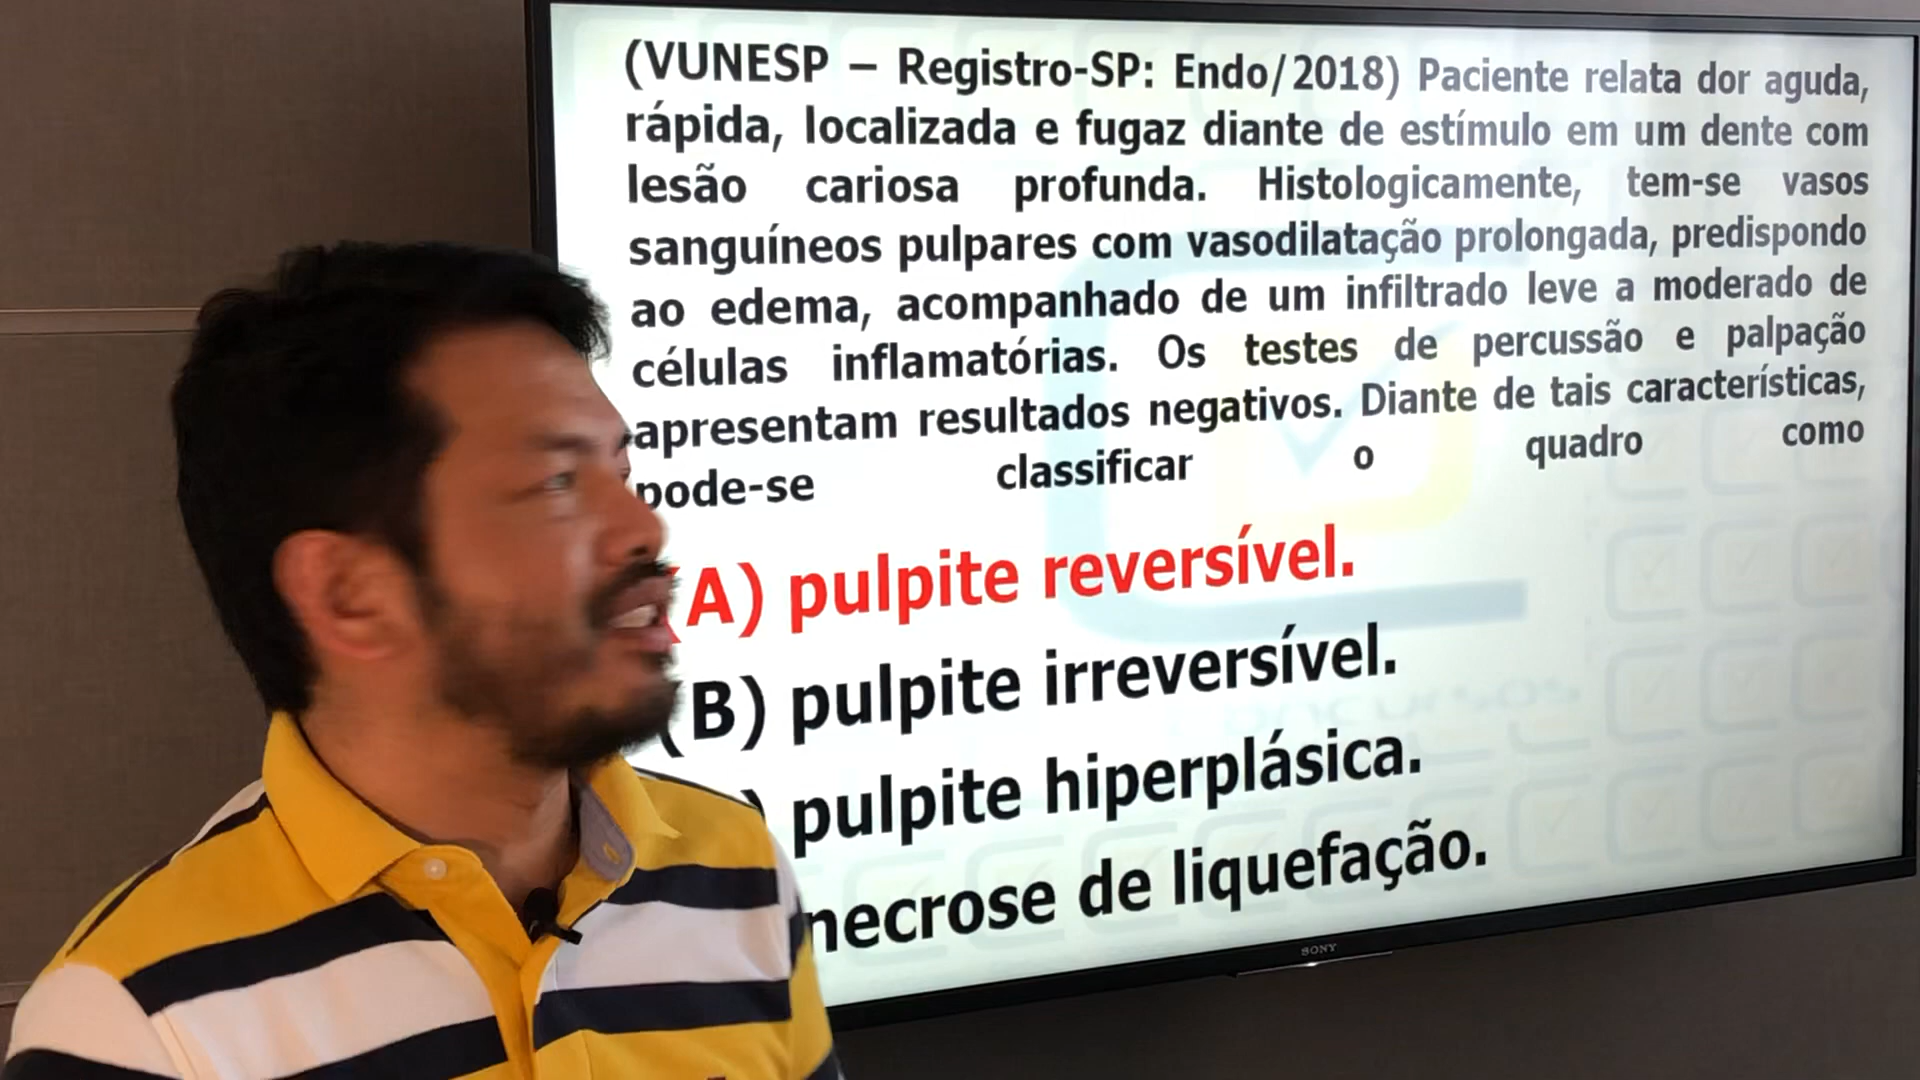 (VUNESP – Registro-SP: Endo/2018) Paciente relata dor aguda,
rápida, localizada e fugaz diante de estímulo em um dente com
lesão cariosa profunda. Histologicamente, tem-se vasos
sanguíneos pulpares com vasodilatação prolongada, predispondo
ao edema, acompanhado de um infiltrado leve a moderado de
células inflamatórias. Os testes de percussão e palpação
apresentam resultados negativos. Diante de tais características,
pode-se classificar o quadro como
(A) pulpite reversível.
(B) pulpite irreversível.
) pulpite hiperplásica.
necrose de liquefação.
SONY